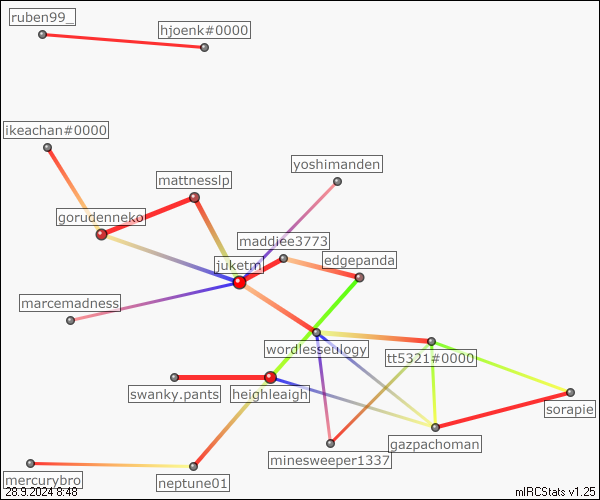 ruben99_
hjoenk#0000
ikeachan#0000
yoshimanden
mattnesslp
gorudenneko
maddiee3773
edgepanda
juketm
marcemadness
wordlesseulogy
tt5321#0000
swanky.pants
heighleaigh
sorapie
gazpachoman
minesweeper1337
mercurybro
neptune01
28.9.2024 8:48
mIRCStats v1.25